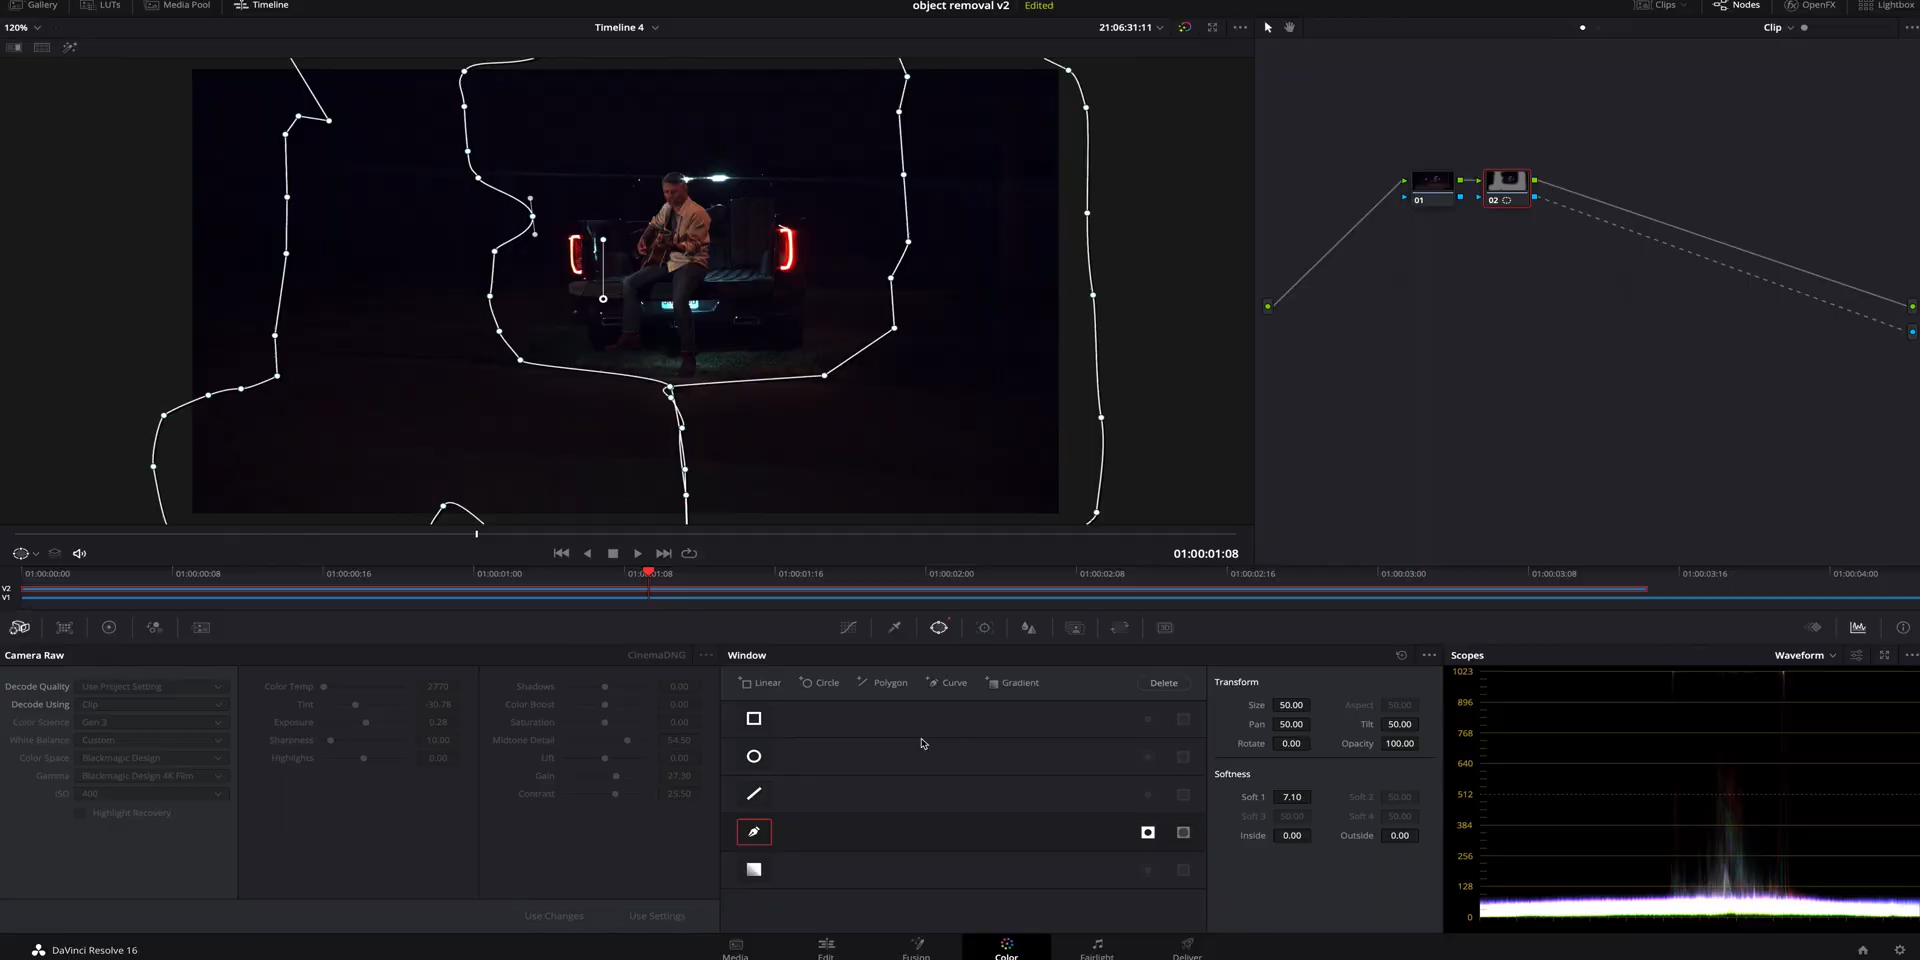 Gallery LUTs Media Pool Timeline object removal v2 Edited Clips Nodes OpenFX Lightbox
120% Timeline 4 21:06:31:11 Clip
01 02
01:00:01:08
01:00:00:00 01:00:00:08 01:00:00:16 01:00:01:00 01:00:01:08 01:00:01:16 01:00:02:00 01:00:02:08 01:00:02:16 01:00:03:00 01:00:03:08 01:00:03:16 01:00:04:00
V2
V1
Camera Raw CinemaDNG
Decode Quality Use Project Setting
Decode Using Clip
Color Science Gen 3
White Balance Custom
Color Space Blackmagic Design
Gamma Blackmagic Design 4K Film
ISO 400
Highlight Recovery
Color Temp 2770
Tint -30.78
Exposure 0.28
Sharpness 10.00
Highlights 0.00
Shadows 0.00
Color Boost 0.00
Saturation 0.00
Midtone Detail 54.50
Lift 0.00
Gain 27.30
Contrast 25.50
Use Changes Use Settings
Window
Linear Circle Polygon Curve Gradient Delete
Transform
Size 50.00 Aspect 50.00
Pan 50.00 Tilt 50.00
Rotate 0.00 Opacity 100.00
Softness
Soft 1 7.10 Soft 2 50.00
Soft 3 50.00 Soft 4 50.00
Inside 0.00 Outside 0.00
Scopes Waveform
1023
896
768
640
512
384
256
128
0
DaVinci Resolve 16 Media Edit Fusion Color Fairlight Deliver